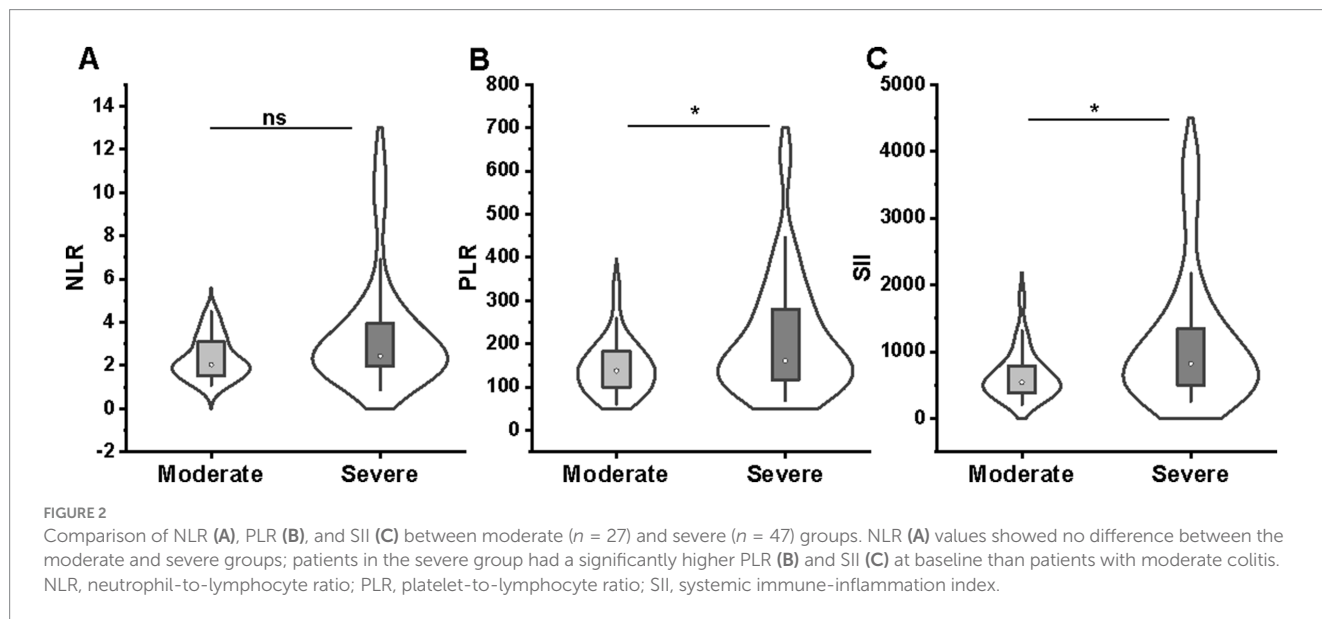 A
NLR
14
12
10
8
6
4
2
0
-2
ns
Moderate
Severe
B
PLR
800
700
600
500
400
300
200
100
0
*
Moderate
Severe
C
SII
5000
4000
3000
2000
1000
0
*
Moderate
Severe
FIGURE 2
Comparison of NLR (A), PLR (B), and SII (C) between moderate (n = 27) and severe (n = 47) groups. NLR (A) values showed no difference between the
moderate and severe groups; patients in the severe group had a significantly higher PLR (B) and SII (C) at baseline than patients with moderate colitis.
NLR, neutrophil-to-lymphocyte ratio; PLR, platelet-to-lymphocyte ratio; SII, systemic immune-inflammation index.